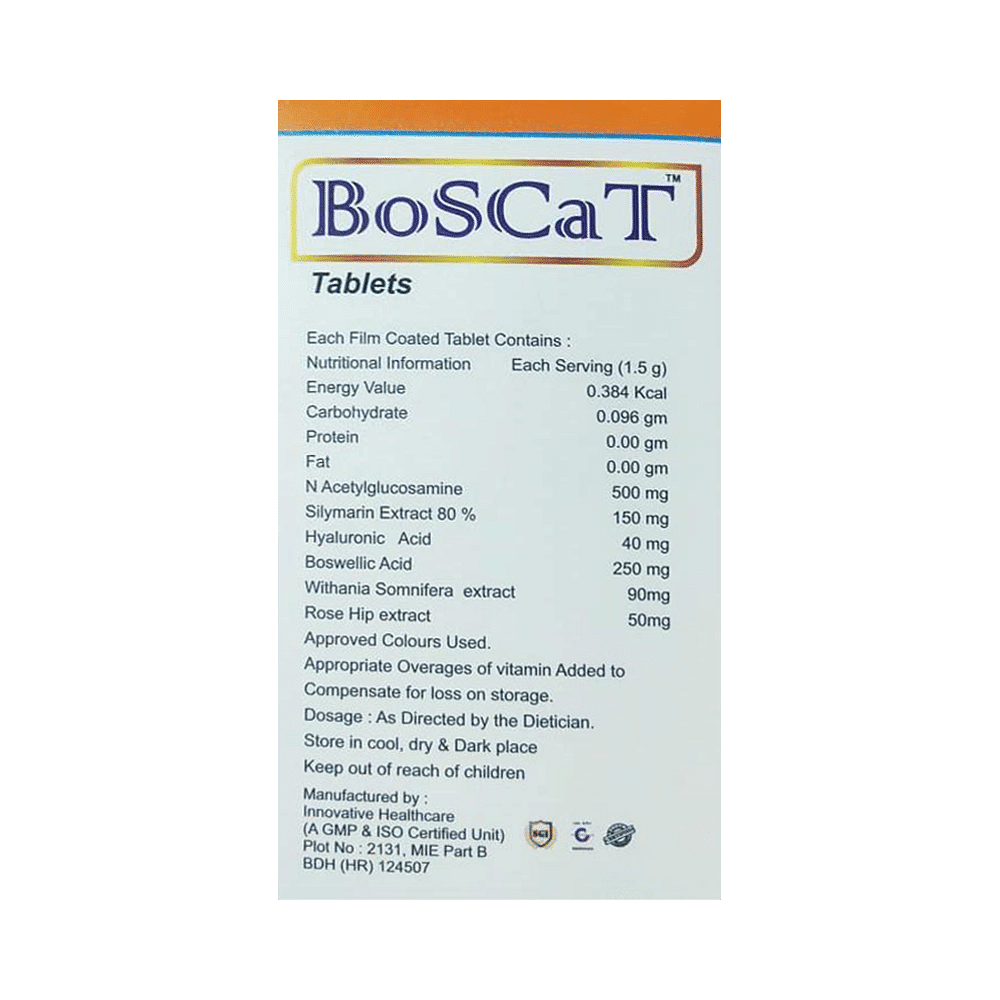 BoSCaT™
Tablets
Each Film Coated Tablet Contains :
Nutritional Information Each Serving (1.5 g)
Energy Value 0.384 Kcal
Carbohydrate 0.096 gm
Protein 0.00 gm
Fat 0.00 gm
N Acetylglucosamine 500 mg
Silymarin Extract 80 % 150 mg
Hyaluronic Acid 40 mg
Boswellic Acid 250 mg
Withania Somnifera extract 90mg
Rose Hip extract 50mg
Approved Colours Used.
Appropriate Overages of vitamin Added to
Compensate for loss on storage.
Dosage : As Directed by the Dietician.
Store in cool, dry & Dark place
Keep out of reach of children
Manufactured by :
Innovative Healthcare
(A GMP & ISO Certified Unit)
Plot No : 2131, MIE Part B
BDH (HR) 124507
SGI